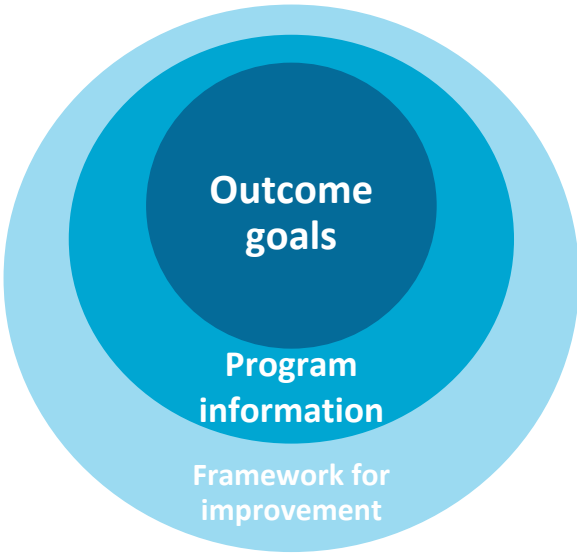 Outcome
goals
Program
information
Framework for
improvement